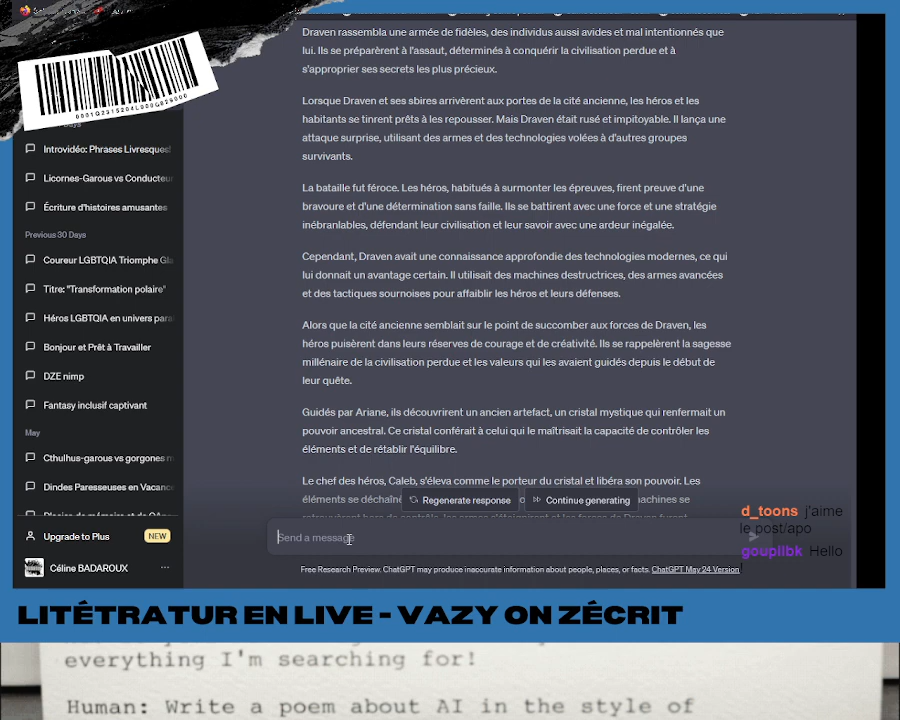 Draven rassembla une armée de fidèles, des individus aussi avides et mal intentionnés que
lui. Ils se préparèrent à l'assaut, déterminés à conquérir la civilisation perdue et à
s'approprier ses secrets les plus précieux.
Lorsque Draven et ses sbires arrivèrent aux portes de la cité ancienne, les héros et les
habitants se tinrent prêts à les repousser. Mais Draven était rusé et impitoyable. Il lança une
attaque surprise, utilisant des armes et des technologies volées à d'autres groupes
survivants.
La bataille fut féroce. Les héros, habitués à surmonter les épreuves, firent preuve d'une
bravoure et d'une détermination sans faille. Ils se battirent avec une force et une stratégie
inébranlables, défendant leur civilisation et leur savoir avec une ardeur inégalée.
Cependant, Draven avait une connaissance approfondie des technologies modernes, ce qui
lui donnait un avantage certain. Il utilisait des machines destructrices, des armes avancées
et des tactiques sournoises pour affaiblir les héros et leurs défenses.
Alors que la cité ancienne semblait sur le point de succomber aux forces de Draven, les
héros puisèrent dans leurs réserves de courage et de créativité. Ils se rappelèrent la sagesse
millénaire de la civilisation perdue et les valeurs qui les avaient guidés depuis le début de
leur quête.
Guidés par Ariane, ils découvrirent un ancien artefact, un cristal mystique qui renfermait un
pouvoir ancestral. Ce cristal conférait à celui qui le maîtrisait la capacité de contrôler les
éléments et de rétablir l'équilibre.
Le chef des héros, Caleb, s'éleva comme le porteur du cristal et libéra son pouvoir. Les
éléments se déchaîn
machines se
Regenerate response
Continue generating
Send a message
Free Research Preview. ChatGPT may produce inaccurate information about people, places, or facts. ChatGPT May 24 Version
Days
Introvidéo: Phrases Livresques!
Licornes-Garous vs Conducteu
Écriture d'histoires amusantes
Previous 30 Days
Coureur LGBTQIA Triomphe Gla
Titre: "Transformation polaire"
Héros LGBTQIA en univers para
Bonjour et Prêt à Travailler
DZE nimp
Fantasy inclusif captivant
May
Cthulhus-garous vs gorgones m
Dindes Paresseuses en Vacanc
Upgrade to Plus
NEW
Céline BADAROUX
d_toons j'aime
le post/apo
goupilbk Hello
!
LITÉTRATUR EN LIVE - VAZY ON ZÉCRIT
everything I'm searching for!
Human: Write a poem about AI in the style of